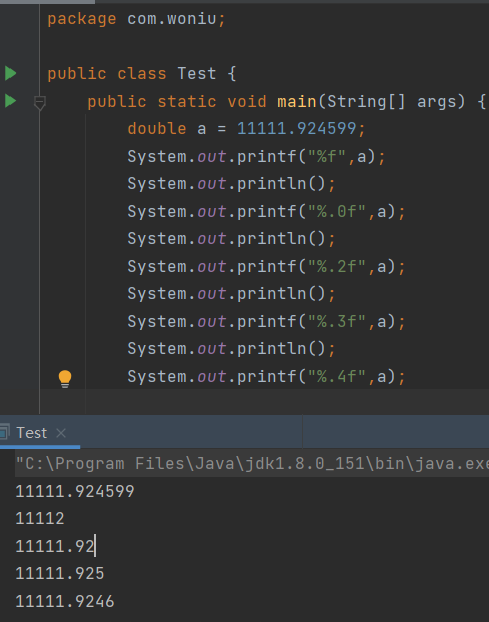 package com.woniu;
public class Test {
public static void main(String[] args) {
double a = 11111.924599;
System.out.printf("%f",a);
System.out.println();
System.out.printf("%.0f",a);
System.out.println();
System.out.printf("%.2f",a);
System.out.println();
System.out.printf("%.3f",a);
System.out.println();
System.out.printf("%.4f",a);
Test ×
"C:\Program Files\Java\jdk1.8.0_151\bin\java.exe
11111.924599
11112
11111.92
11111.925
11111.9246